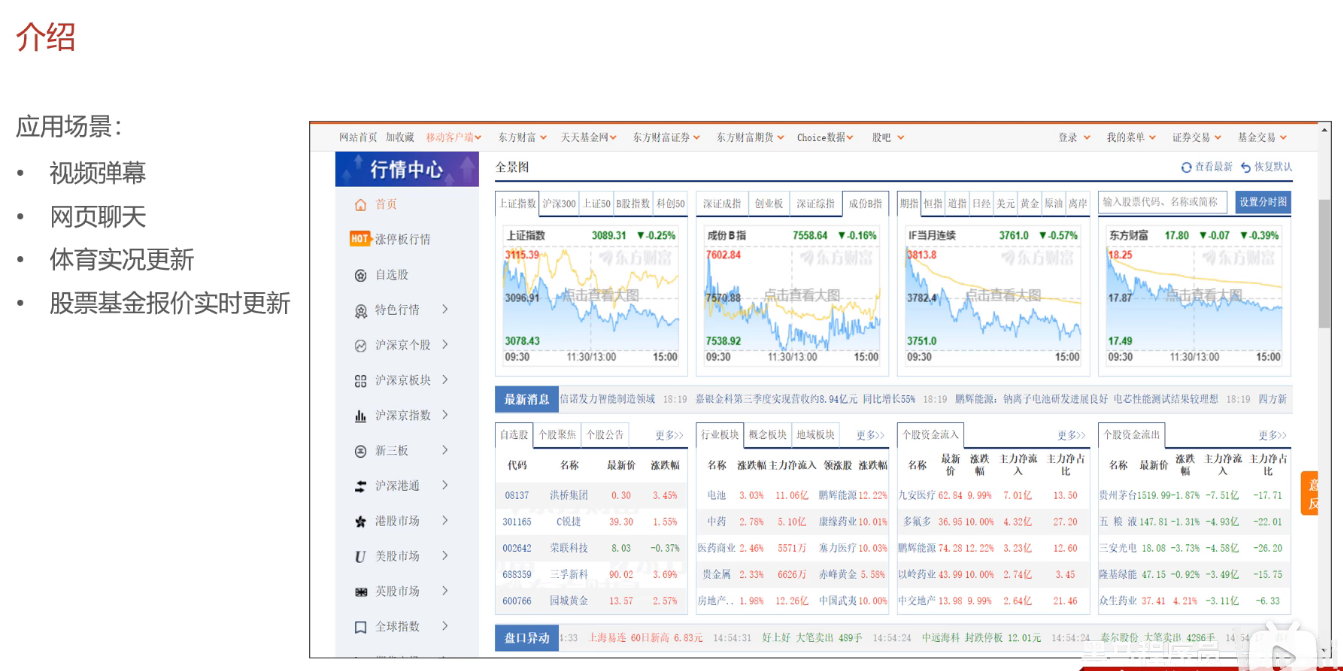 介绍
应用场景：
• 视频弹幕
• 网页聊天
• 体育实况更新
• 股票基金报价实时更新
网站首页 加收藏 移动客户端 东方财富 天天基金网 东方财富证券 东方财富期货 Choice数据 股吧 登录 我的菜单 证券交易 基金交易
行情中心
首页
HOT 涨停板行情
自选股
特色行情
沪深京个股
沪深京板块
沪深京指数
新三板
沪深港通
港股市场
美股市场
英股市场
全球指数
全景图 查看最新 恢复默认
上证指数 沪深300 上证50 B股指数 科创50
上证指数 3089.31 ▼-0.25%
3115.39
东方财富
3096.91 点击查看大图
3078.43
09:30 11:30/13:00 15:00
深证成指 创业板 深证综指 成份B指
成份B指 7558.64 ▼-0.16%
7602.84
东方财富
7570.88 点击查看大图
7538.92
09:30 11:30/13:00 15:00
期指 恒指 道指 日经 美元 黄金 原油 离岸
IF当月连续 3761.0 ▼-0.57%
3813.8
东方财富
3782.4 点击查看大图
3751.0
09:30 15:00
输入股票代码、名称或简称 设置分时图
东方财富 17.80 ▼-0.07 ▼-0.39%
18.25
东方财富
17.87 点击查看大图
17.49
09:30 11:30/13:00 15:00
最新消息 信诺发力智能制造领域 18:19 嘉银金科第三季度实现营收约8.94亿元 同比增长55% 18:19 鹏辉能源：钠离子电池研发进展良好 电芯性能测试结果较理想 18:19 四方新
自选股 个股聚焦 个股公告 更多>>
代码 名称 最新价 涨跌幅
08137 洪桥集团 0.30 3.45%
301165 C锐捷 39.30 1.55%
002642 荣联科技 8.03 -0.37%
688359 三孚新科 90.02 3.69%
600766 园城黄金 13.57 2.57%
行业板块 概念板块 地域板块 更多>>
名称 涨跌幅 主力净流入 领涨股 涨跌幅
电池 3.03% 11.06亿 鹏辉能源 12.22%
中药 2.78% 5.10亿 康缘药业 10.01%
医药商业 2.46% 5571万 塞力医疗 10.03%
贵金属 2.33% 6626万 赤峰黄金 5.58%
房地产.. 1.98% 12.26亿 中国武夷 10.00%
个股资金流入 更多>>
名称 最新价 涨跌幅 主力净流入 主力净占比
九安医疗 62.84 9.99% 7.01亿 13.50
多氟多 36.95 10.00% 4.32亿 27.20
鹏辉能源 74.28 12.22% 3.23亿 12.60
以岭药业 43.99 10.00% 2.74亿 3.45
中交地产 13.98 9.99% 2.64亿 21.46
个股资金流出 更多>>
名称 最新价 涨跌幅 主力净流入 主力净占比
贵州茅台 1519.99 -1.87% -7.51亿 -17.71
五 粮 液 147.81 -1.31% -4.93亿 -22.01
三安光电 18.08 -3.73% -4.58亿 -26.20
隆基绿能 47.15 -0.92% -3.49亿 -15.75
众生药业 37.41 4.21% -3.11亿 -6.33
意
反
盘口异动 1:33 上海易连 60日新高 6.83元 14:54:31 好上好 大笔卖出 489手 14:54:24 中远海科 封跌停板 12.01元 14:54:24 泰尔股份 大笔卖出 4286手